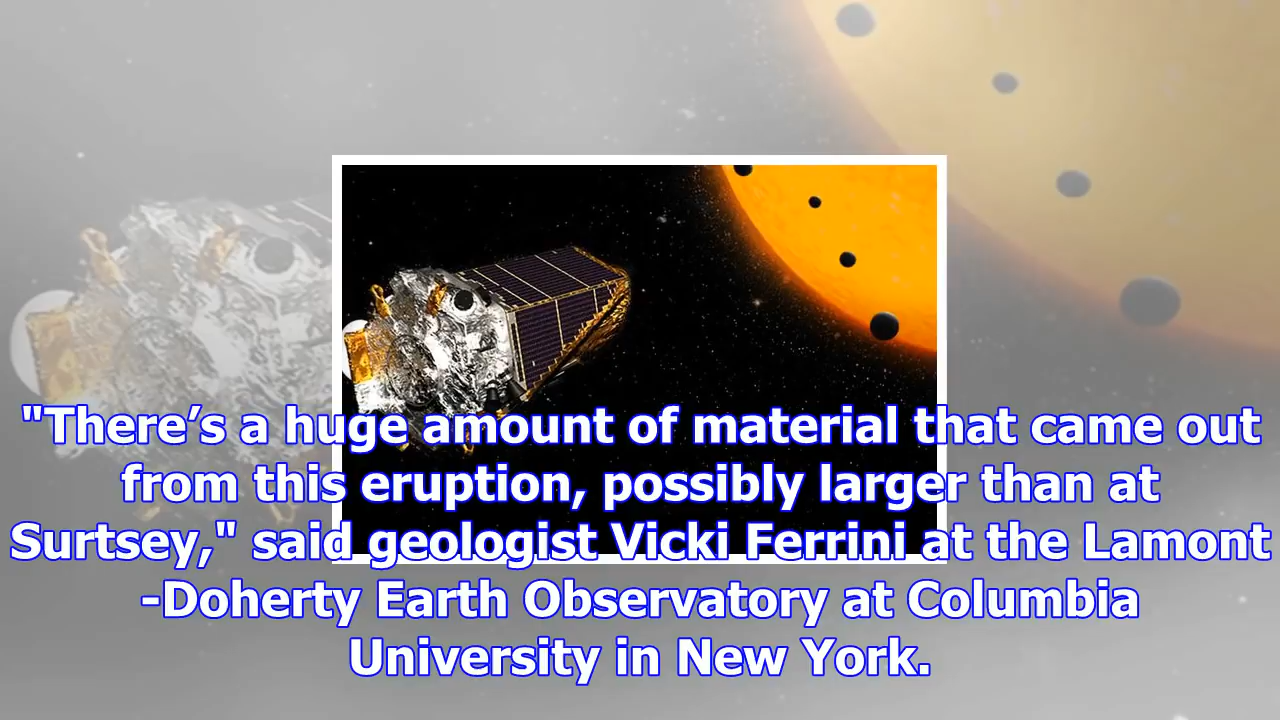 "There’s a huge amount of material that came out
from this eruption, possibly larger than at
Surtsey," said geologist Vicki Ferrini at the Lamont
-Doherty Earth Observatory at Columbia
University in New York.